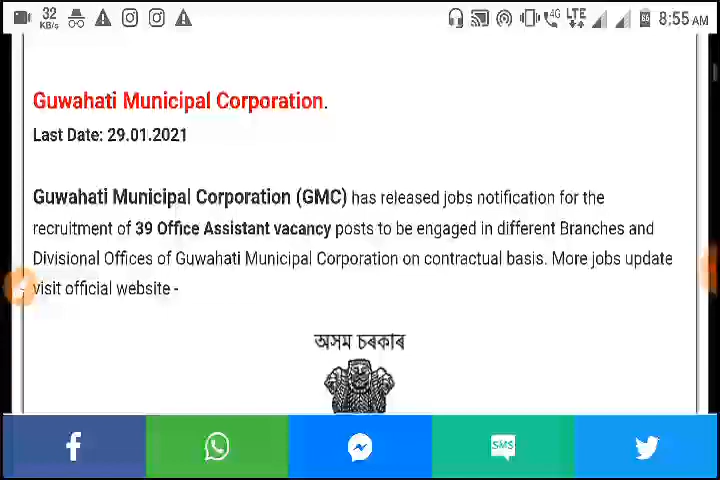 32
KB/s
4G
LTE
66
8:55 AM
Guwahati Municipal Corporation.
Last Date: 29.01.2021
Guwahati Municipal Corporation (GMC) has released jobs notification for the
recruitment of 39 Office Assistant vacancy posts to be engaged in different Branches and
Divisional Offices of Guwahati Municipal Corporation on contractual basis. More jobs update
visit official website -
অসম চৰকাৰ
SMS